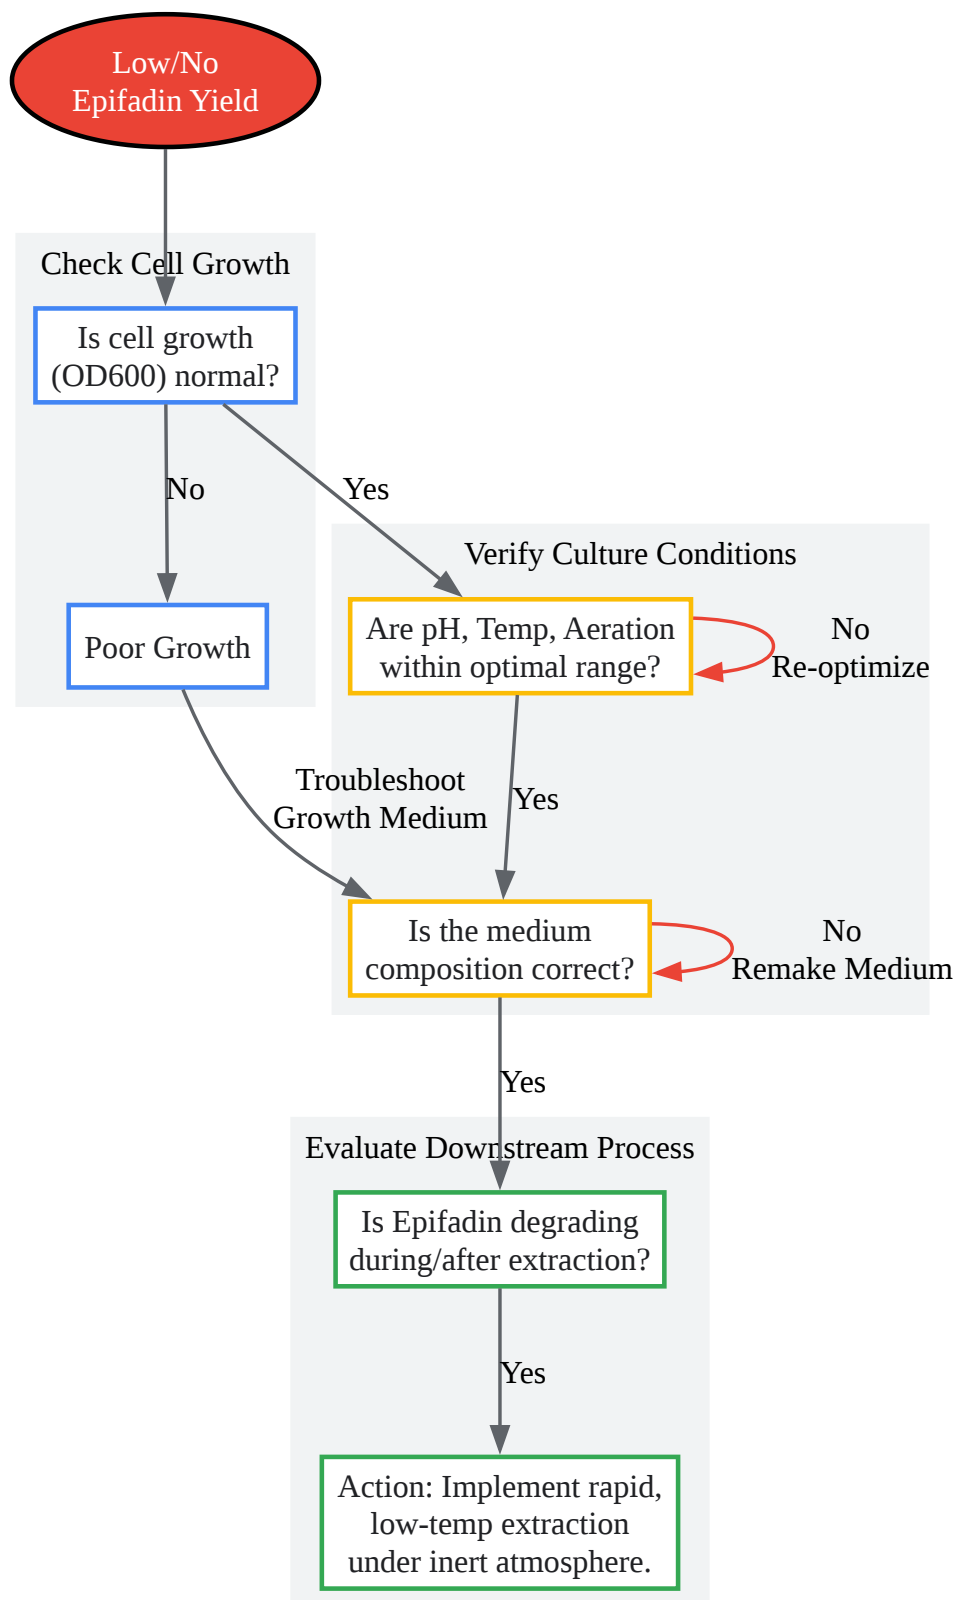 Low/No
Epifadin Yield
Check Cell Growth
Is cell growth
(OD600) normal?
No
Yes
Verify Culture Conditions
Poor Growth
Are pH, Temp, Aeration
within optimal range?
No
Re-optimize
Troubleshoot
Growth Medium
Yes
Is the medium
composition correct?
No
Remake Medium
Yes
Evaluate Downstream Process
Is Epifadin degrading
during/after extraction?
Yes
Action: Implement rapid,
low-temp extraction
under inert atmosphere.